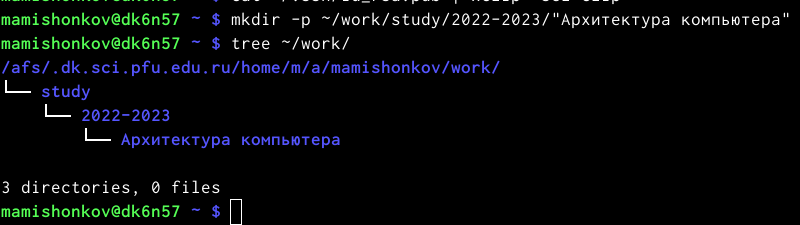 mamishonkov@dk6n57 ~ $ mkdir -p ~/work/study/2022-2023/"Архитектура компьютера"
mamishonkov@dk6n57 ~ $ tree ~/work/
/afs/.dk.sci.pfu.edu.ru/home/m/a/mamishonkov/work/
└── study
    └── 2022-2023
        └── Архитектура компьютера

3 directories, 0 files
mamishonkov@dk6n57 ~ $